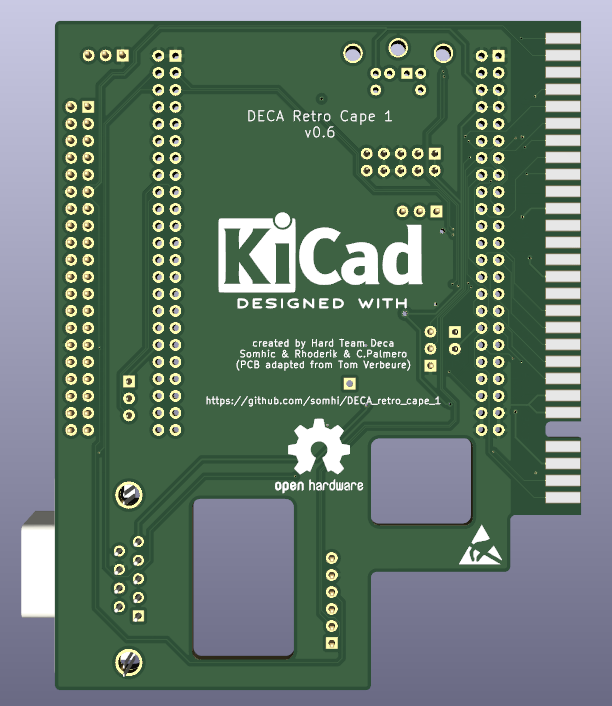 DECA Retro Cape 1
v0.6
KiCad
DESIGNED WITH
created by Hard Team Deca
Somhic & Rhoderik & C.Palmero
(PCB adapted from Tom Verbeure)
https://github.com/somhi/DECA_retro_cape_1
open hardware